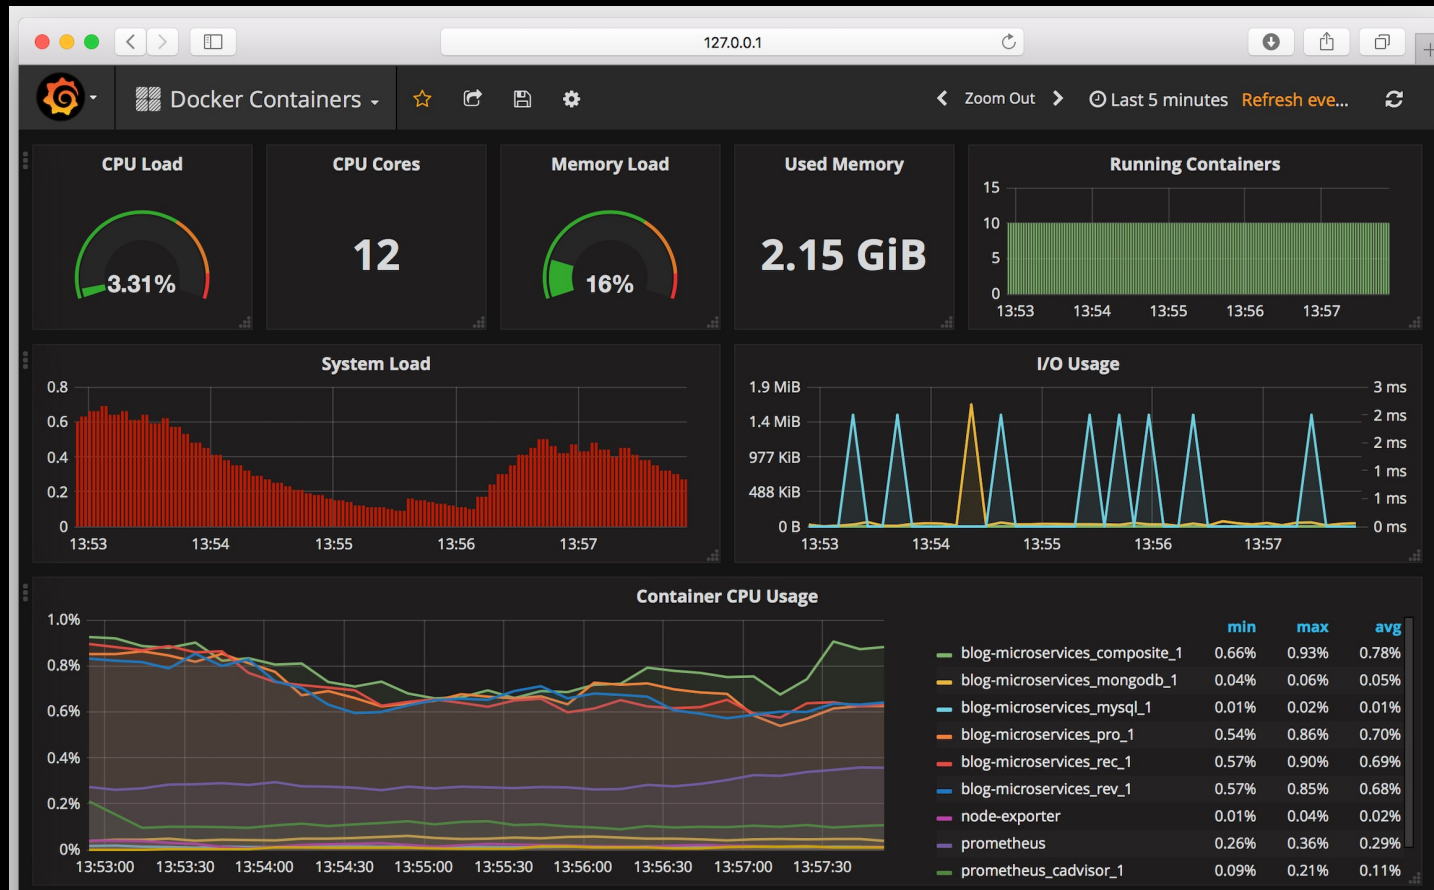 127.0.0.1
Docker Containers
Zoom Out
Last 5 minutes Refresh eve...
CPU Load
3.31%
CPU Cores
12
Memory Load
16%
Used Memory
2.15 GiB
Running Containers
15
10
5
0
13:53 13:54 13:55 13:56 13:57
System Load
0.8
0.6
0.4
0.2
0
13:53 13:54 13:55 13:56 13:57
I/O Usage
1.9 MiB 3 ms
1.4 MiB 2 ms
977 KiB 2 ms
488 KiB 1 ms
1 ms
0 B 0 ms
13:53 13:54 13:55 13:56 13:57
Container CPU Usage
1.0%
0.8%
0.6%
0.4%
0.2%
0%
13:53:00 13:53:30 13:54:00 13:54:30 13:55:00 13:55:30 13:56:00 13:56:30 13:57:00 13:57:30
min max avg
blog-microservices_composite_1 0.66% 0.93% 0.78%
blog-microservices_mongodb_1 0.04% 0.06% 0.05%
blog-microservices_mysql_1 0.01% 0.02% 0.01%
blog-microservices_pro_1 0.54% 0.86% 0.70%
blog-microservices_rec_1 0.57% 0.90% 0.69%
blog-microservices_rev_1 0.57% 0.85% 0.68%
node-exporter 0.01% 0.04% 0.02%
prometheus 0.26% 0.36% 0.29%
prometheus_cadvisor_1 0.09% 0.21% 0.11%